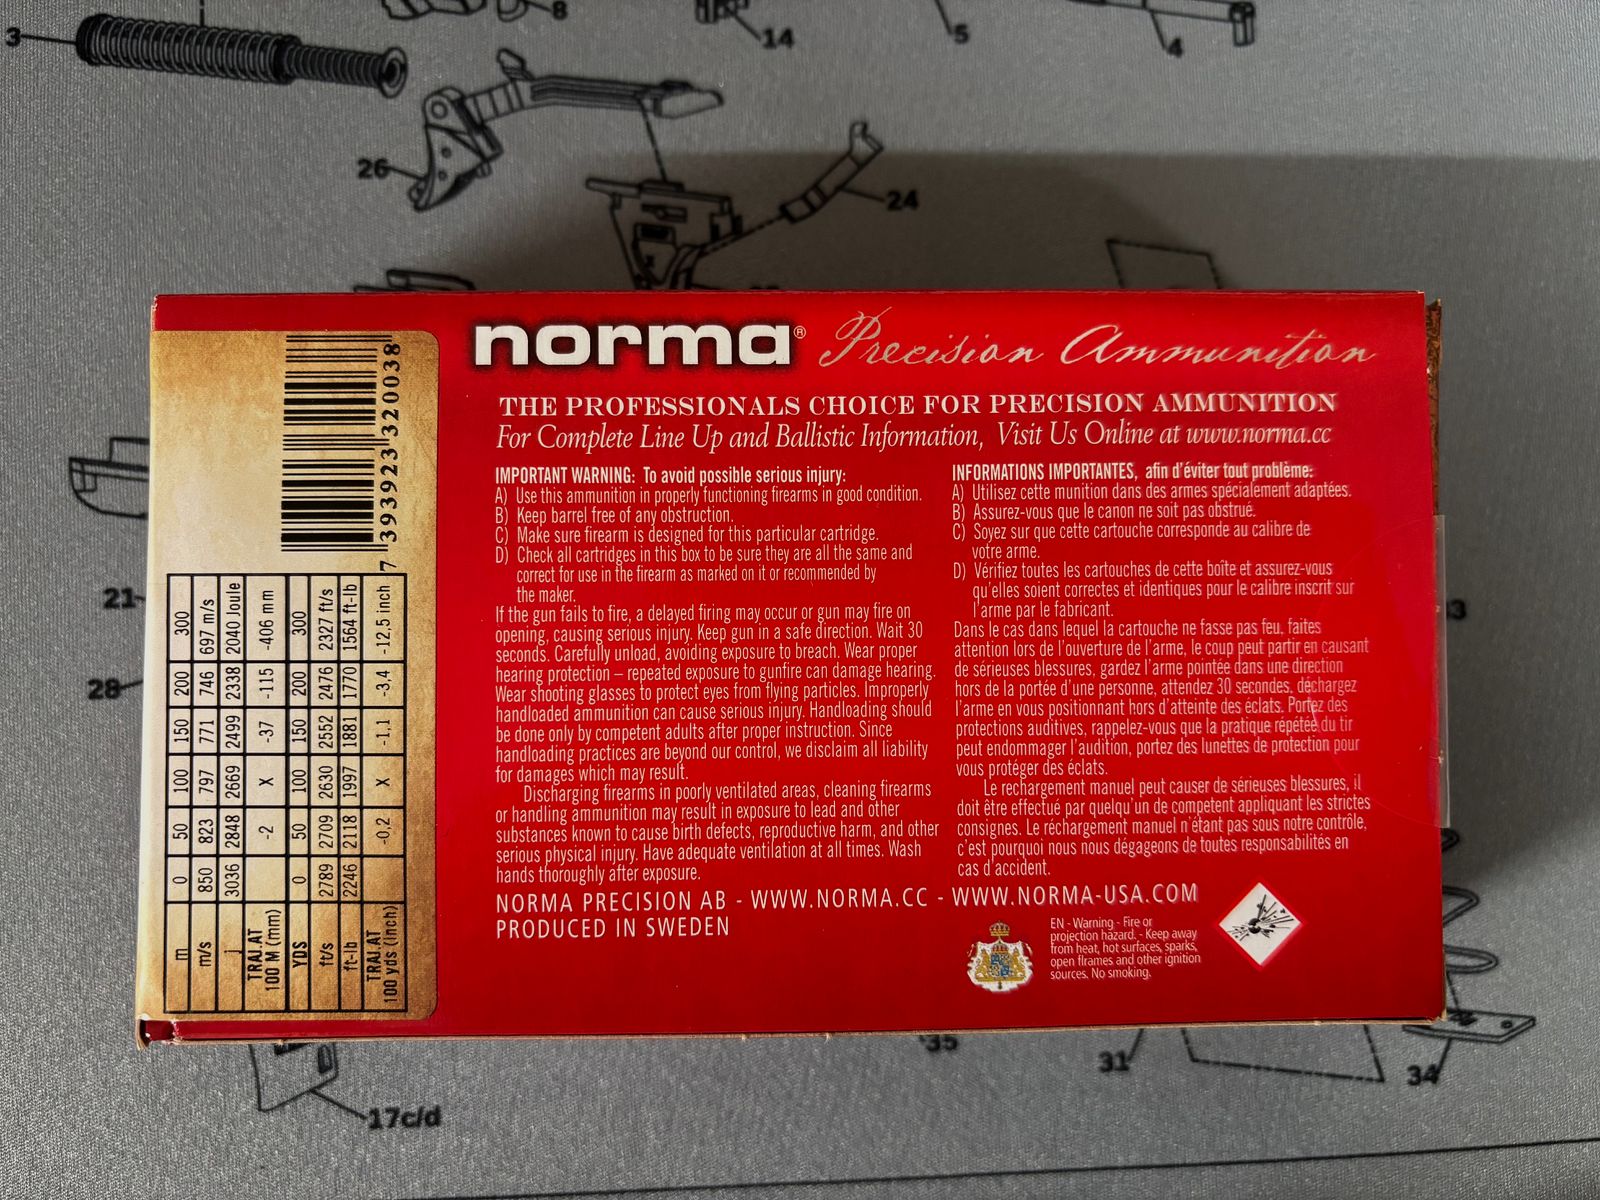 3
8
14
5
4
26
24
norma® Precision Ammunition
THE PROFESSIONALS CHOICE FOR PRECISION AMMUNITION
For Complete Line Up and Ballistic Information, Visit Us Online at www.norma.cc
IMPORTANT WARNING: To avoid possible serious injury:
A) Use this ammunition in properly functioning firearms in good condition.
B) Keep barrel free of any obstruction.
C) Make sure firearm is designed for this particular cartridge.
D) Check all cartridges in this box to be sure they are all the same and
correct for use in the firearm as marked on it or recommended by
the maker.
If the gun fails to fire, a delayed firing may occur or gun may fire on
opening, causing serious injury. Keep gun in a safe direction. Wait 30
seconds. Carefully unload, avoiding exposure to breach. Wear proper
hearing protection – repeated exposure to gunfire can damage hearing.
Wear shooting glasses to protect eyes from flying particles. Improperly
handloaded ammunition can cause serious injury. Handloading should
be done only by competent adults after proper instruction. Since
handloading practices are beyond our control, we disclaim all liability
for damages which may result.
Discharging firearms in poorly ventilated areas, cleaning firearms
or handling ammunition may result in exposure to lead and other
substances known to cause birth defects, reproductive harm, and other
serious physical injury. Have adequate ventilation at all times. Wash
hands thoroughly after exposure.
INFORMATIONS IMPORTANTES, afin d'éviter tout problème:
A) Utilisez cette munition dans des armes spécialement adaptées.
B) Assurez-vous que le canon ne soit pas obstrué.
C) Soyez sur que cette cartouche corresponde au calibre de
votre arme.
D) Vérifiez toutes les cartouches de cette boîte et assurez-vous
qu'elles soient correctes et identiques pour le calibre inscrit sur
l'arme par le fabricant.
Dans le cas dans lequel la cartouche ne fasse pas feu, faites
attention lors de l'ouverture de l'arme, le coup peut partir en causant
de sérieuses blessures, gardez l'arme pointée dans une direction
hors de la portée d'une personne, attendez 30 secondes, déchargez
l'arme en vous positionnant hors d'atteinte des éclats. Portez des
protections auditives, rappelez-vous que la pratique répétée du tir
peut endommager l'audition, portez des lunettes de protection pour
vous protéger des éclats.
Le rechargement manuel peut causer de sérieuses blessures, il
doit être effectué par quelqu'un de competent appliquant les strictes
consignes. Le réchargement manuel n'étant pas sous notre contrôle,
c'est pourquoi nous nous dégageons de toutes responsabilités en
cas d'accident.
NORMA PRECISION AB - WWW.NORMA.CC - WWW.NORMA-USA.COM
PRODUCED IN SWEDEN
EN - Warning - Fire or
projection hazard. - Keep away
from heat, hot surfaces, sparks,
open flrames and other ignition
sources. No smoking.
7 393923 320038
m 0 50 100 150 200 300
m/s 850 823 797 771 746 697 m/s
j 3036 2848 2669 2499 2338 2040 Joule
TRAJ.AT
100 M (mm) -2 X -37 -115 -406 mm
YDS 0 50 100 150 200 300
ft/s 2789 2709 2630 2552 2476 2327 ft/s
ft-lb 2246 2118 1997 1881 1770 1564 ft-lb
TRAJ.AT
100 yds (inch) -0,2 X -1,1 -3,4 -12,5 inch
21
28
35
31
34
17c/d